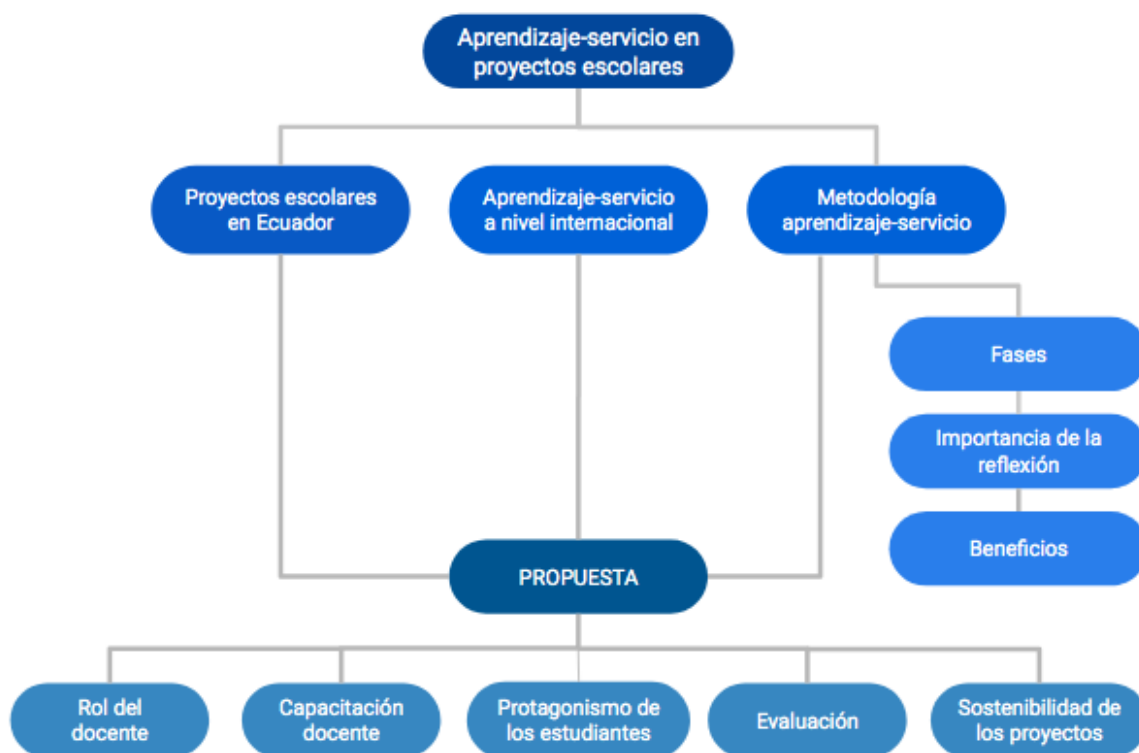 Aprendizaje-servicio en
proyectos escolares
Proyectos escolares
en Ecuador
Aprendizaje-servicio
a nivel internacional
Metodología
aprendizaje-servicio
Fases
Importancia de la
reflexión
Beneficios
PROPUESTA
Rol del
docente
Capacitación
docente
Protagonismo de
los estudiantes
Evaluación
Sostenibilidad de
los proyectos